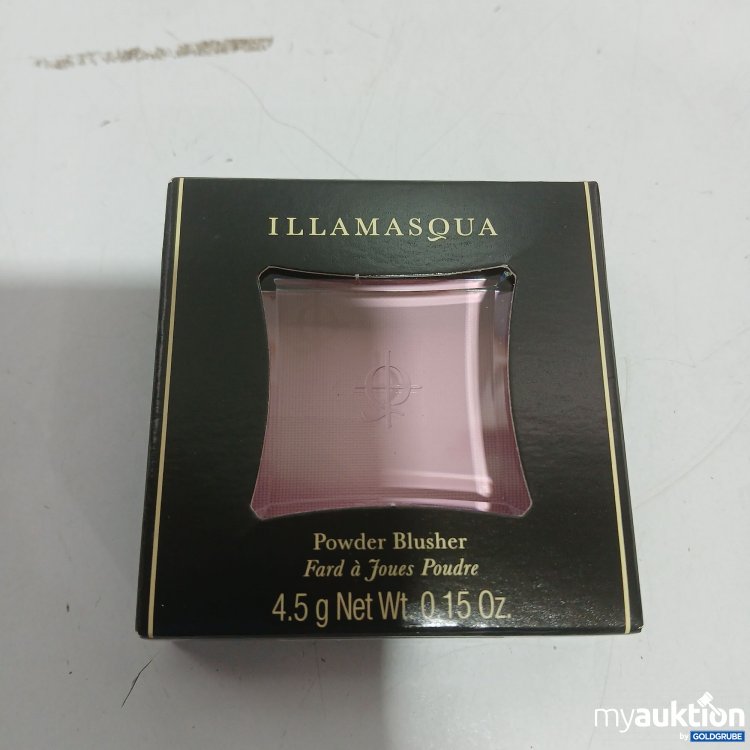 ILLAMASQUA
Powder Blusher
Fard à Joues Poudre
4.5 g Net Wt. 0.15 Oz.
myauktion
by GOLDGRUBE